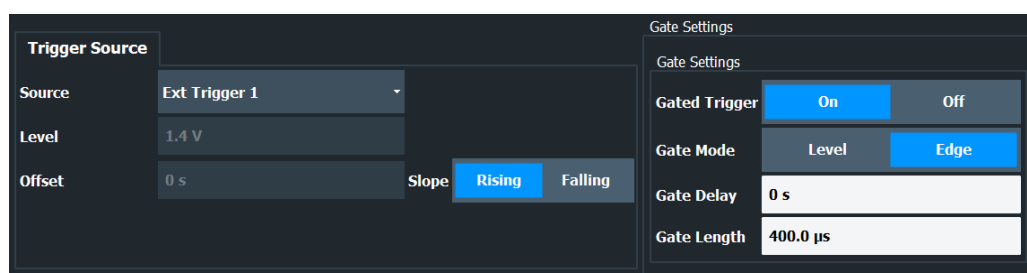 Trigger Source
Source Ext Trigger 1
Level 1.4 V
Offset 0 s Slope Rising Falling
Gate Settings
Gate Settings
Gated Trigger On Off
Gate Mode Level Edge
Gate Delay 0 s
Gate Length 400.0 µs